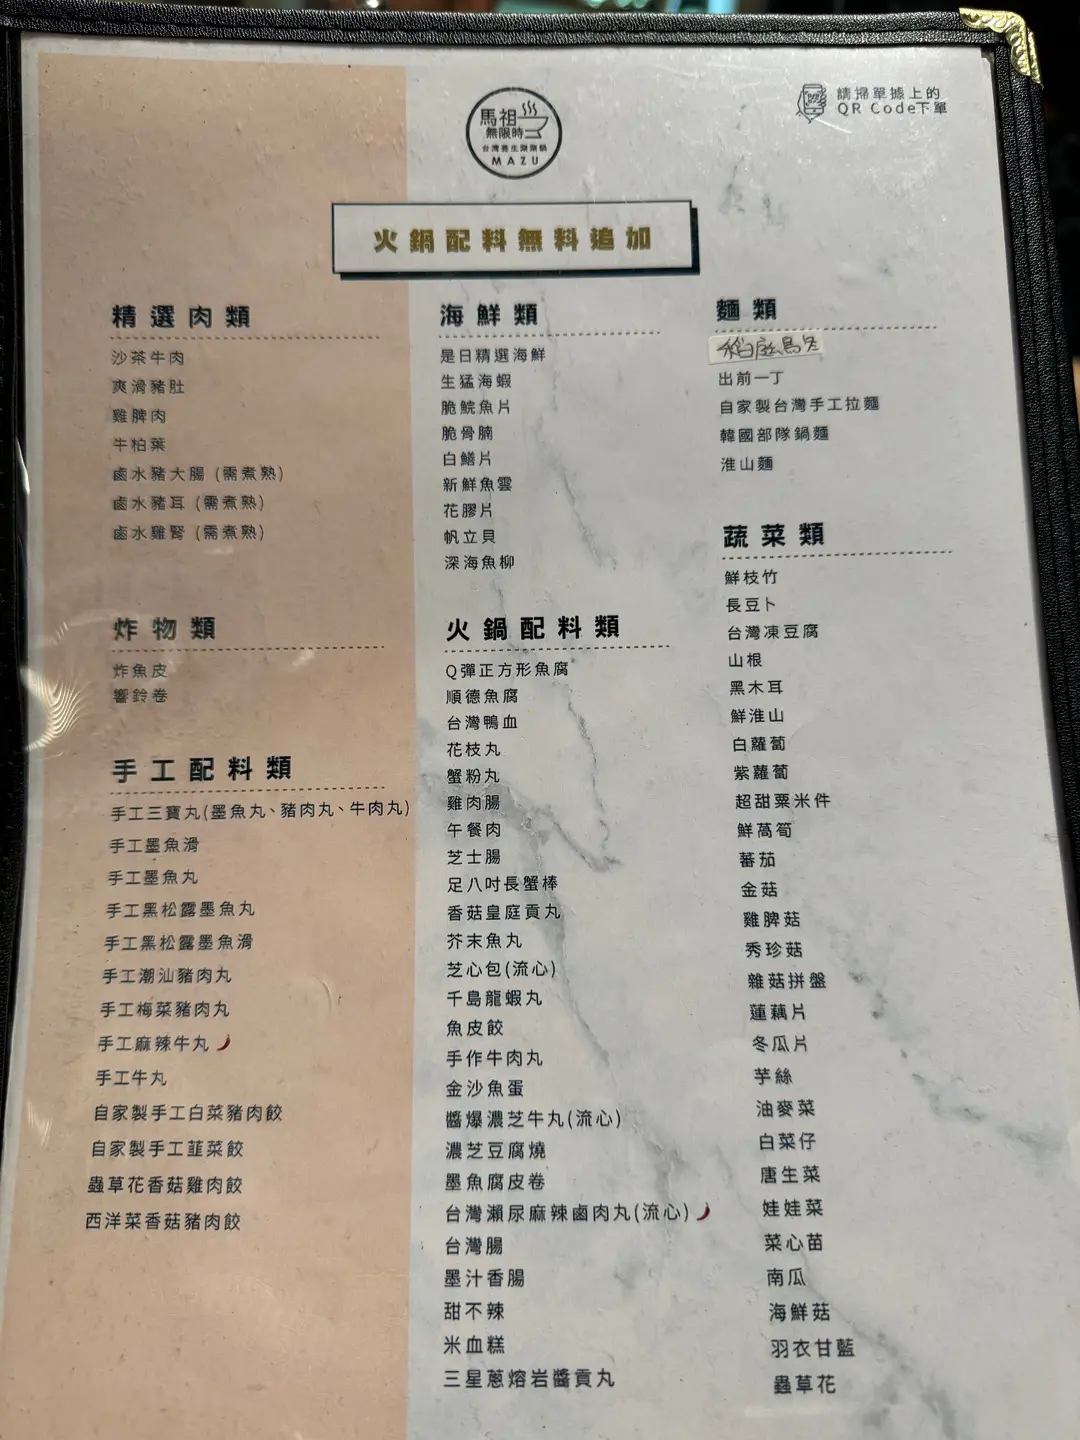 馬祖
無限時
台灣養生涮涮鍋
MAZU
請掃單據上的
QR Code下單
火鍋配料無料追加
精選肉類
沙茶牛肉
爽滑豬肚
雞脾肉
牛柏葉
鹵水豬大腸 (需煮熟)
鹵水豬耳 (需煮熟)
鹵水雞腎 (需煮熟)
炸物類
炸魚皮
響鈴卷
手工配料類
手工三寶丸(墨魚丸、豬肉丸、牛肉丸)
手工墨魚滑
手工墨魚丸
手工黑松露墨魚丸
手工黑松露墨魚滑
手工潮汕豬肉丸
手工梅菜豬肉丸
手工麻辣牛丸
手工牛丸
自家製手工白菜豬肉餃
自家製手工韮菜餃
蟲草花香菇雞肉餃
西洋菜香菇豬肉餃
海鮮類
是日精選海鮮
生猛海蝦
脆鯇魚片
脆骨腩
白鱔片
新鮮魚雲
花膠片
帆立貝
深海魚柳
火鍋配料類
Q彈正方形魚腐
順德魚腐
台灣鴨血
花枝丸
蟹粉丸
雞肉腸
午餐肉
芝士腸
足八吋長蟹棒
香菇皇庭貢丸
芥末魚丸
芝心包(流心)
千島龍蝦丸
魚皮餃
手作牛肉丸
金沙魚蛋
醬爆濃芝牛丸(流心)
濃芝豆腐燒
墨魚腐皮卷
台灣瀨尿麻辣鹵肉丸(流心)
台灣腸
墨汁香腸
甜不辣
米血糕
三星蔥熔岩醬貢丸
麵類
稻庭烏冬
出前一丁
自家製台灣手工拉麵
韓國部隊鍋麵
淮山麵
蔬菜類
鮮枝竹
長豆卜
台灣凍豆腐
山根
黑木耳
鮮淮山
白蘿蔔
紫蘿蔔
超甜粟米件
鮮萵筍
蕃茄
金菇
雞脾菇
秀珍菇
雜菇拼盤
蓮藕片
冬瓜片
芋絲
油麥菜
白菜仔
唐生菜
娃娃菜
菜心苗
南瓜
海鮮菇
羽衣甘藍
蟲草花